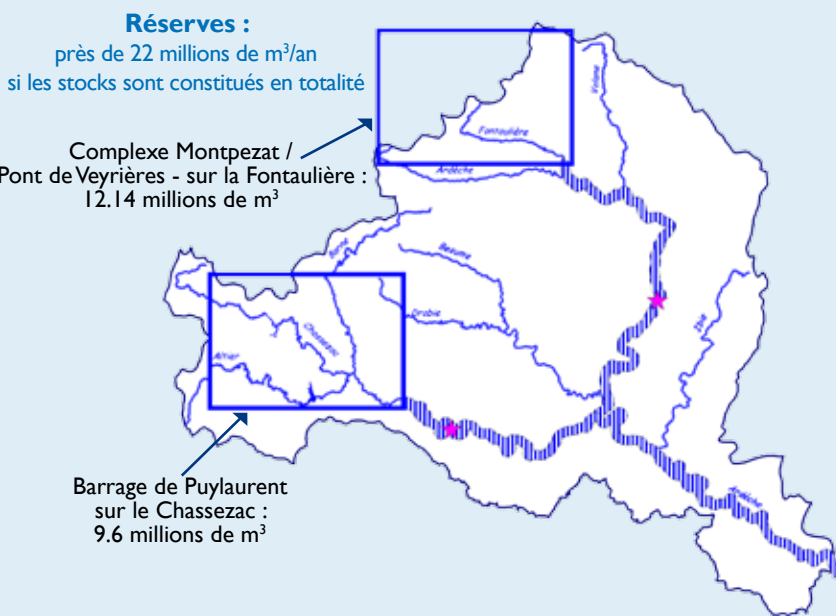 Réserves :
près de 22 millions de m³/an
si les stocks sont constitués en totalité
Complexe Montpezat /
Pont de Veyrières - sur la Fontaulière :
12.14 millions de m³
Volane
Fontaulière
Ardèche
Borne
Beaume
Drobie
Chassezac
Altier
Ibie
Ardèche
Barrage de Puylaurent
sur le Chassezac :
9.6 millions de m³